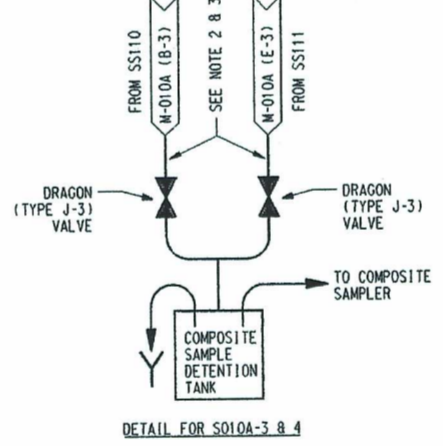 FROM SS110
M-010A (B-3)
SEE NOTE 2 & 3
M-010A (E-3)
FROM SS111
DRAGON
(TYPE J-3)
VALVE
DRAGON
(TYPE J-3)
VALVE
TO COMPOSITE
SAMPLER
COMPOSITE
SAMPLE
DETENTION
TANK
DETAIL FOR S010A-3 & 4